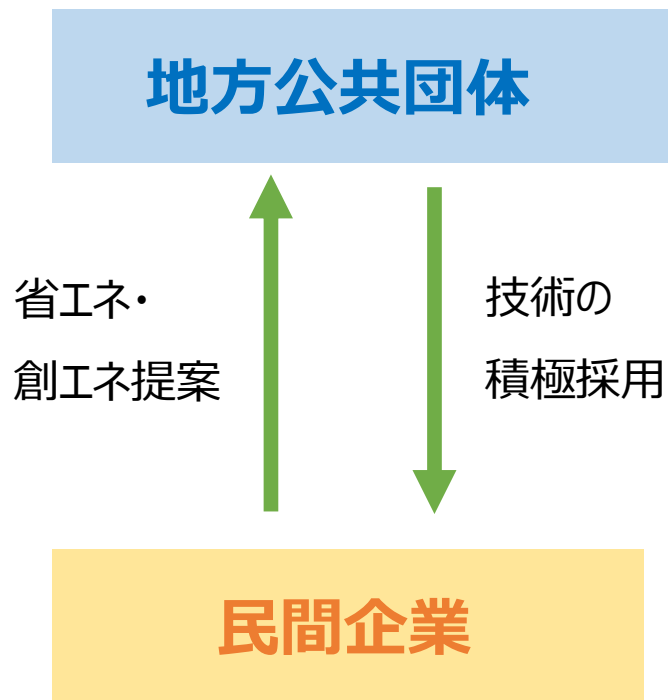 地方公共団体
省エネ・
創エネ提案
技術の
積極採用
民間企業